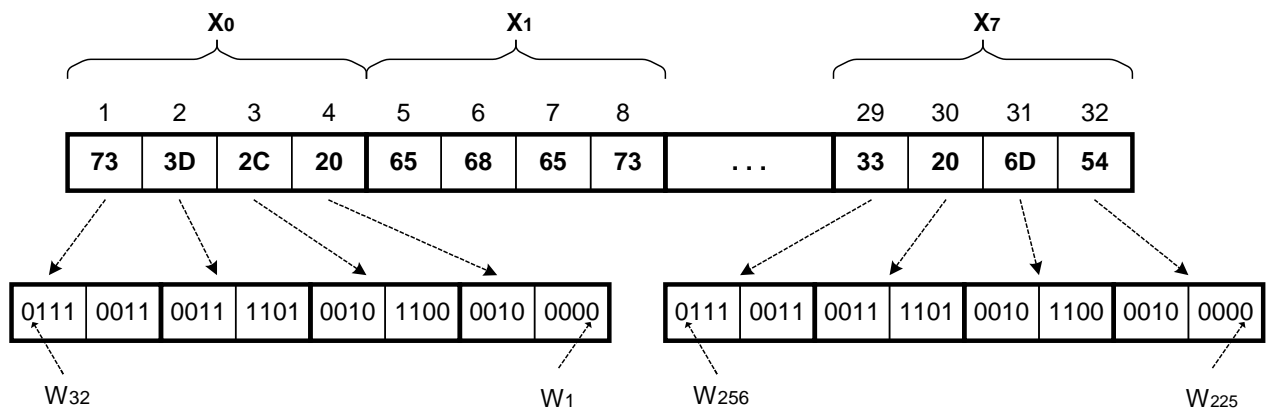 X0 X1 X7
1 2 3 4 5 6 7 8 29 30 31 32
73 3D 2C 20 65 68 65 73 ... 33 20 6D 54
0111 0011 0011 1101 0010 1100 0010 0000 0111 0011 0011 1101 0010 1100 0010 0000
W32 W1 W256 W225